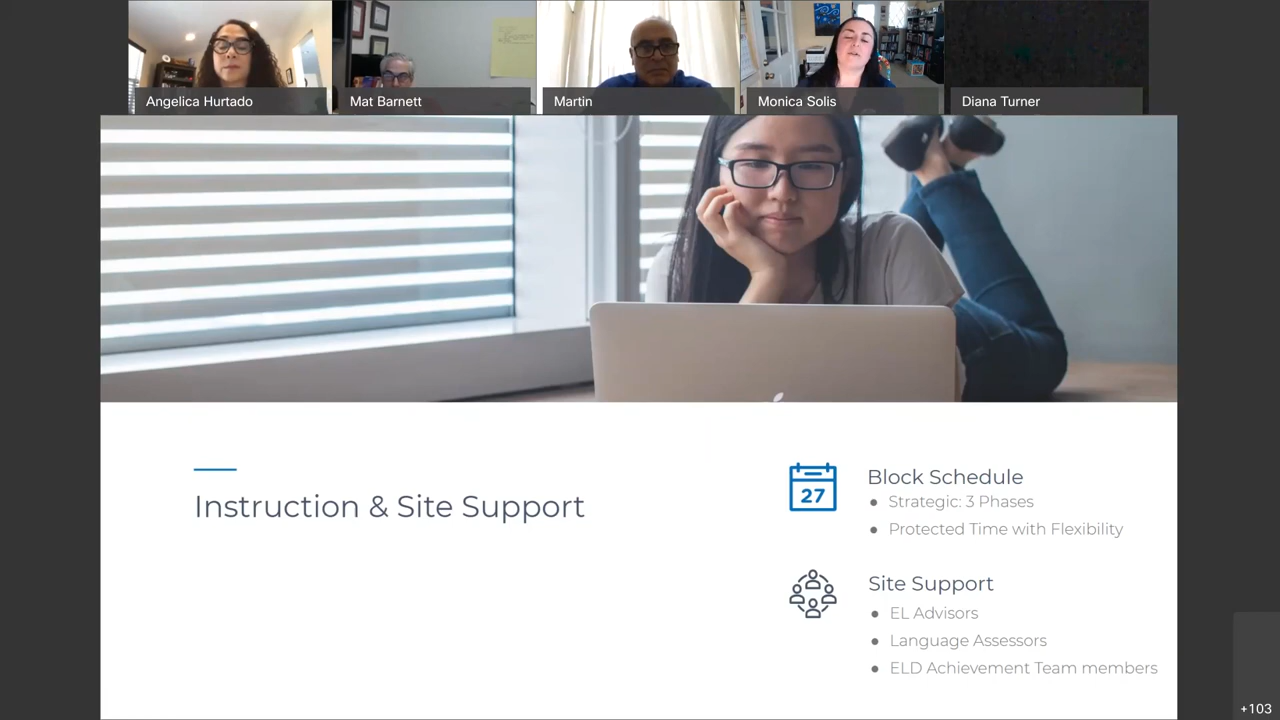 Angelica Hurtado
Mat Barnett
Martin
Monica Solis
Diana Turner
Instruction & Site Support
27
Block Schedule
Strategic: 3 Phases
Protected Time with Flexibility
Site Support
EL Advisors
Language Assessors
ELD Achievement Team members
+103